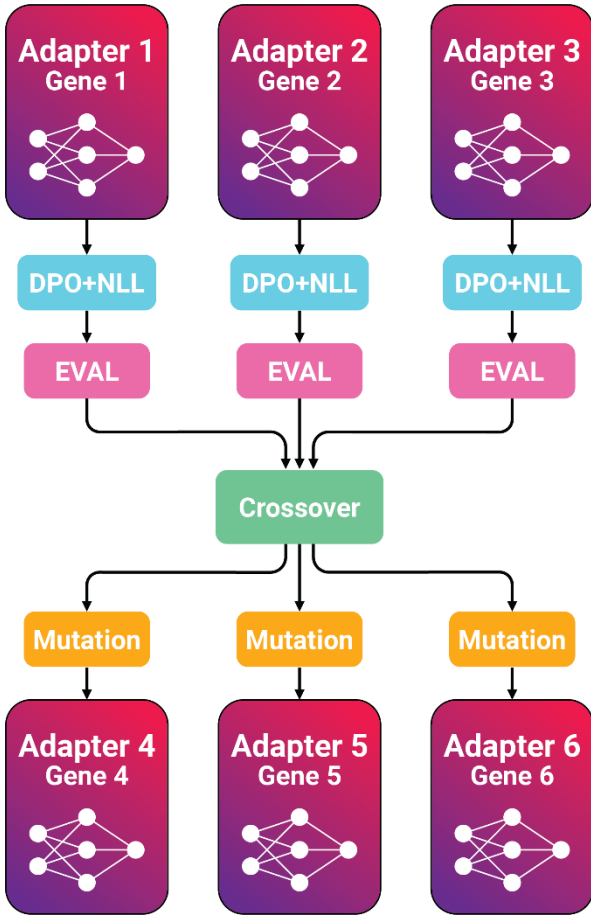 Adapter 1
Gene 1
Adapter 2
Gene 2
Adapter 3
Gene 3
DPO+NLL
DPO+NLL
DPO+NLL
EVAL
EVAL
EVAL
Crossover
Mutation
Mutation
Mutation
Adapter 4
Gene 4
Adapter 5
Gene 5
Adapter 6
Gene 6